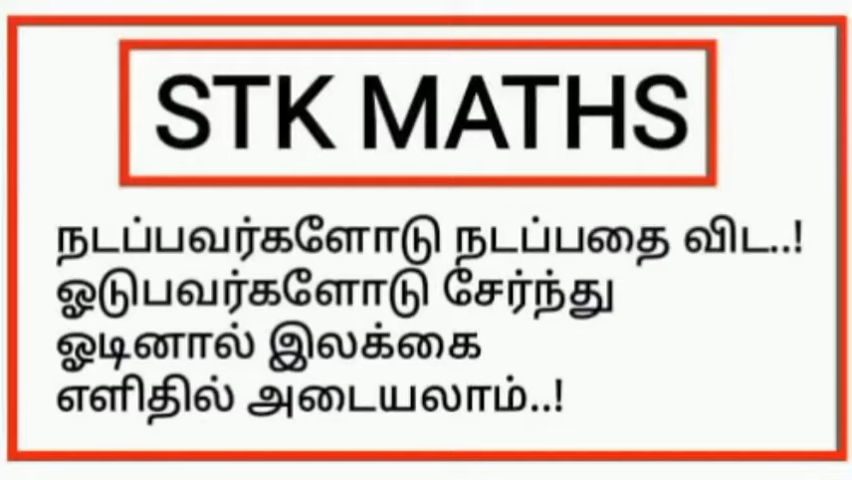 STK MATHS
நடப்பவர்களோடு நடப்பதை விட..!
ஓடுபவர்களோடு சேர்ந்து
ஓடினால் இலக்கை
எளிதில் அடையலாம்..!